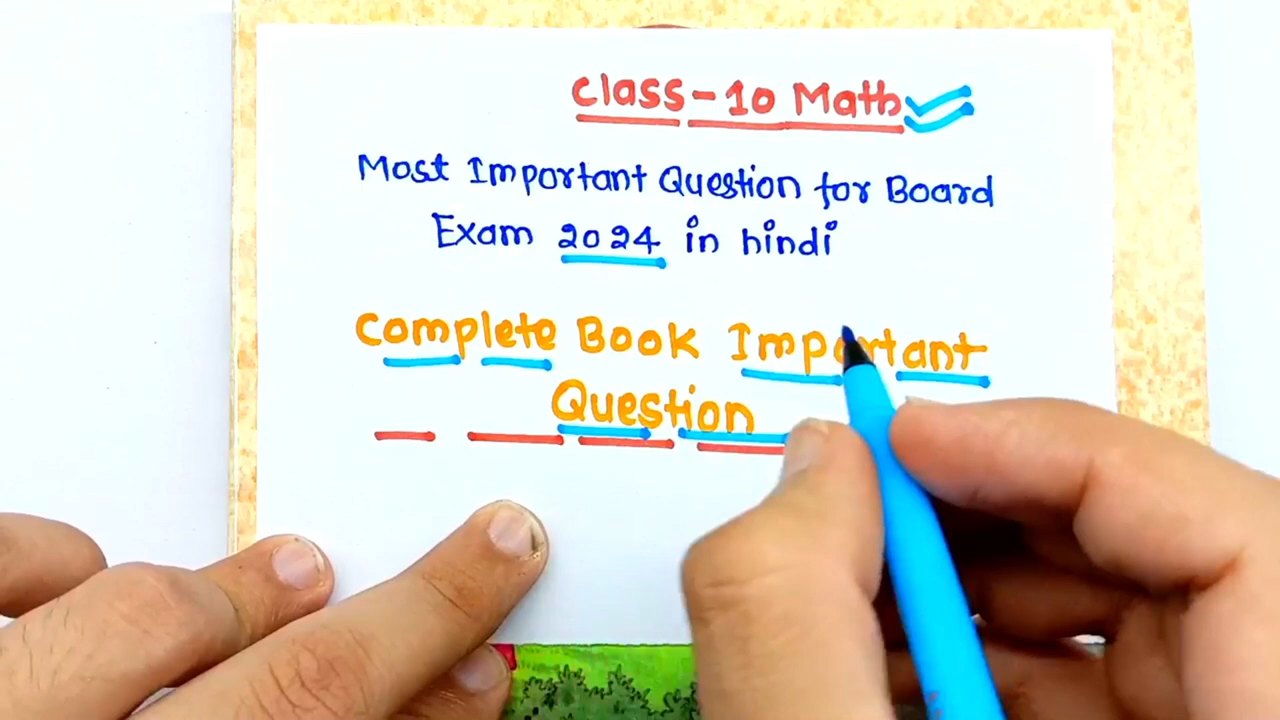 Class-10 Math
Most Important Question for Board
Exam 2024 in hindi
Complete Book Important
Question